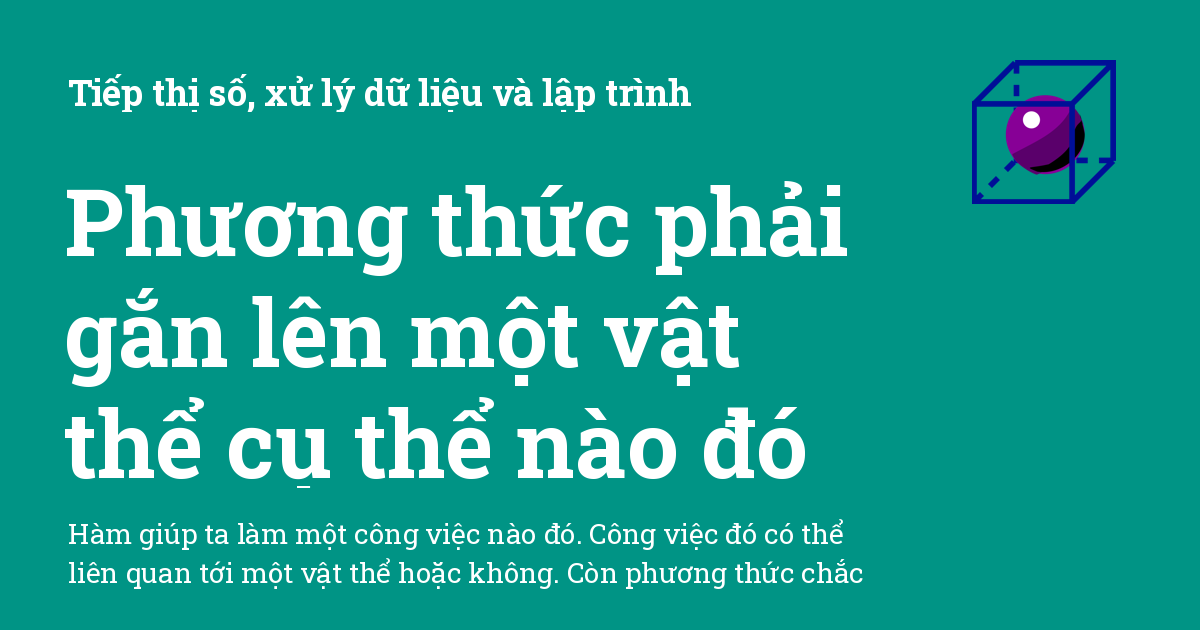 Tiếp thị số, xử lý dữ liệu và lập trình
Phương thức phải
gắn lên một vật
thể cụ thể nào đó
Hàm giúp ta làm một công việc nào đó. Công việc đó có thể
liên quan tới một vật thể hoặc không. Còn phương thức chắc